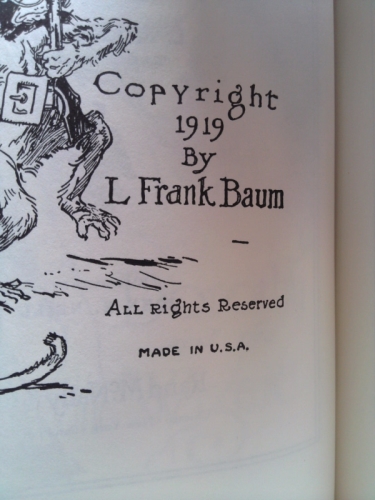 Copyright
1919
By
L Frank Baum
All Rights Reserved
MADE IN U.S.A.